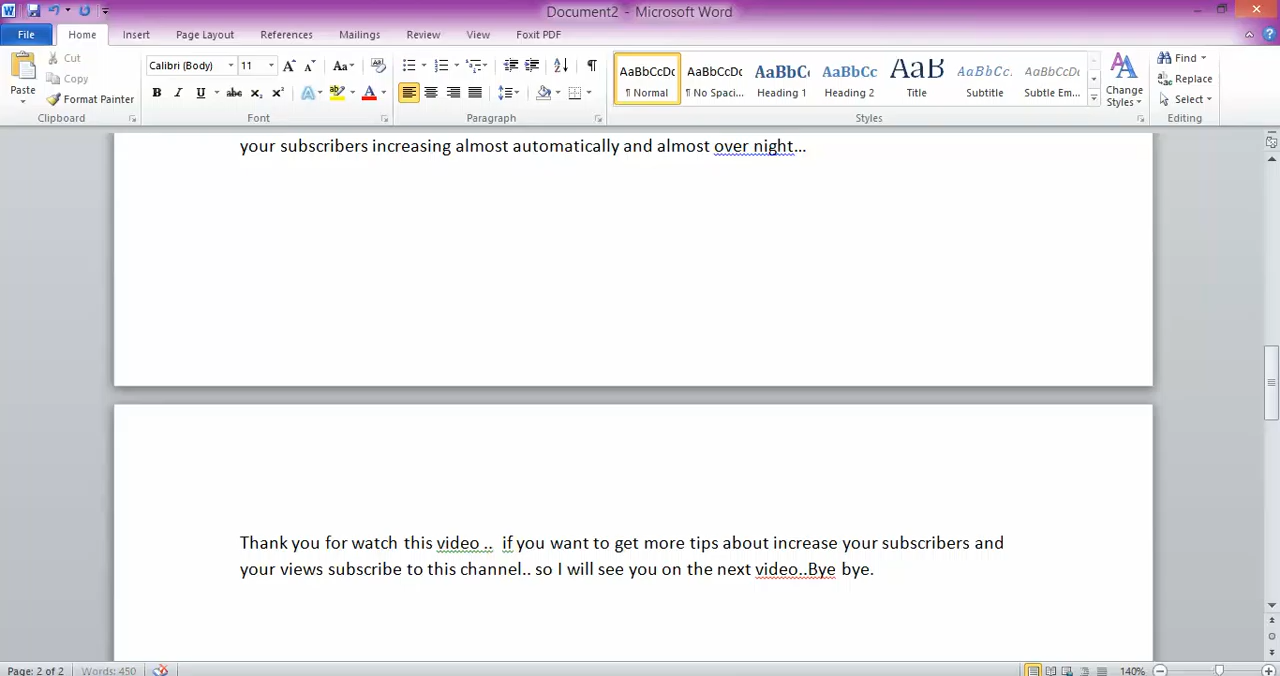 Document2 - Microsoft Word
File Home Insert Page Layout References Mailings Review View Foxit PDF
Paste
Cut
Copy
Format Painter
Clipboard
Calibri (Body) 11
Font
Paragraph
AaBbCcDc AaBbCcDc AaBbC AaBbCc AaB AaBbCc. AaBbCcDc
¶ Normal ¶ No Spaci... Heading 1 Heading 2 Title Subtitle Subtle Em...
Change
Styles
Styles
Find
Replace
Select
Editing
your subscribers increasing almost automatically and almost over night...
Thank you for watch this video .. if you want to get more tips about increase your subscribers and
your views subscribe to this channel.. so I will see you on the next video..Bye bye.
Page: 2 of 2 Words: 450 140%